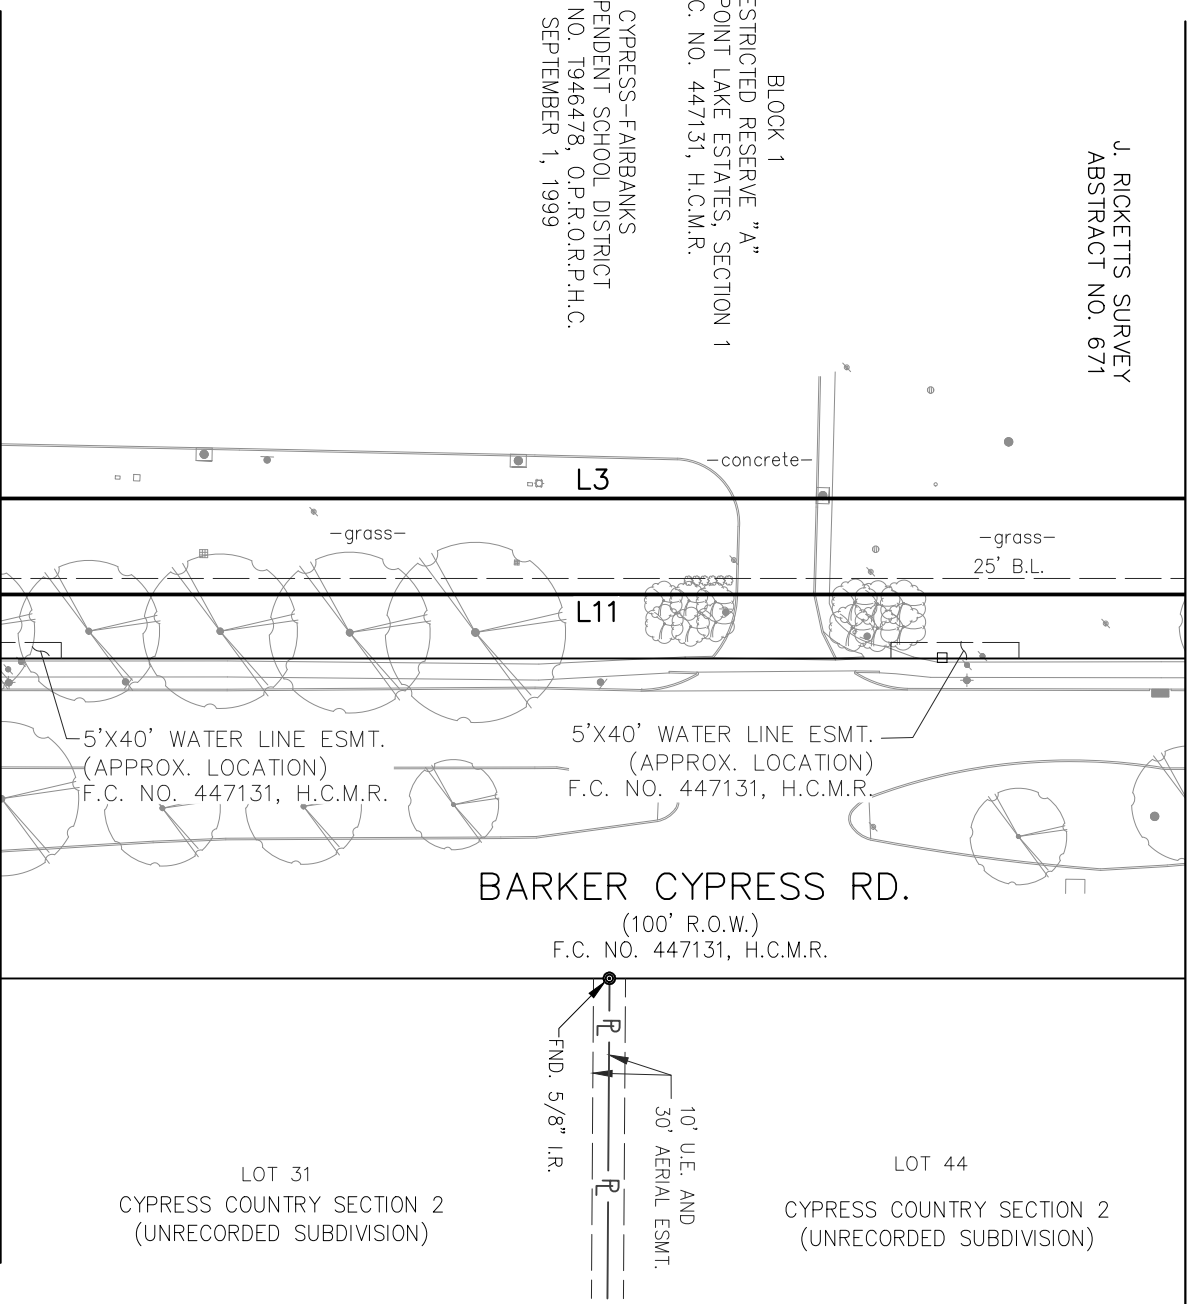 BLOCK 1
ESTRICTED RESERVE "A"
POINT LAKE ESTATES, SECTION 1
C. NO. 447131, H.C.M.R.
CYPRESS-FAIRBANKS
PENDENT SCHOOL DISTRICT
NO. T946478, O.P.R.O.R.P.H.C.
SEPTEMBER 1, 1999
J. RICKETTS SURVEY
ABSTRACT NO. 671
-concrete-
L3
-grass-
-grass-
25' B.L.
L11
5'X40' WATER LINE ESMT.
(APPROX. LOCATION)
F.C. NO. 447131, H.C.M.R.
5'X40' WATER LINE ESMT.
(APPROX. LOCATION)
F.C. NO. 447131, H.C.M.R.
BARKER CYPRESS RD.
(100' R.O.W.)
F.C. NO. 447131, H.C.M.R.
PL
FND. 5/8" I.R.
10' U.E. AND
30' AERIAL ESMT.
PL
LOT 31
CYPRESS COUNTRY SECTION 2
(UNRECORDED SUBDIVISION)
LOT 44
CYPRESS COUNTRY SECTION 2
(UNRECORDED SUBDIVISION)